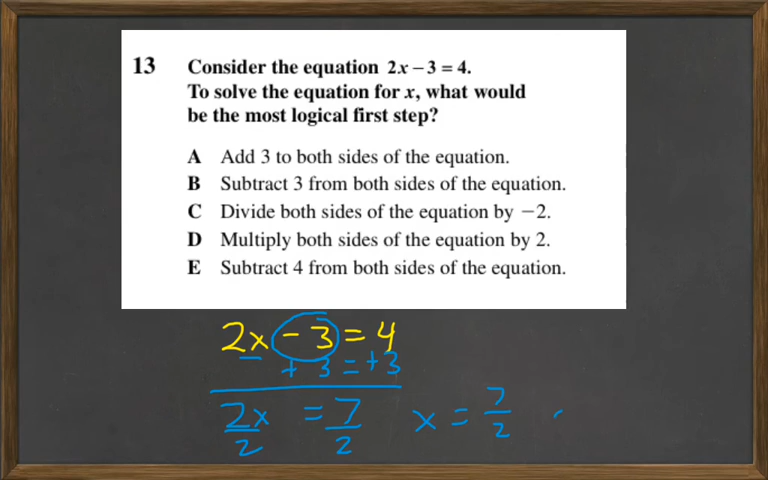 13 Consider the equation 2x – 3 = 4.
To solve the equation for x, what would
be the most logical first step?
A Add 3 to both sides of the equation.
B Subtract 3 from both sides of the equation.
C Divide both sides of the equation by −2.
D Multiply both sides of the equation by 2.
E Subtract 4 from both sides of the equation.
2x - 3 = 4
+ 3 = +3
2x/2 = 7/2 x = 7/2